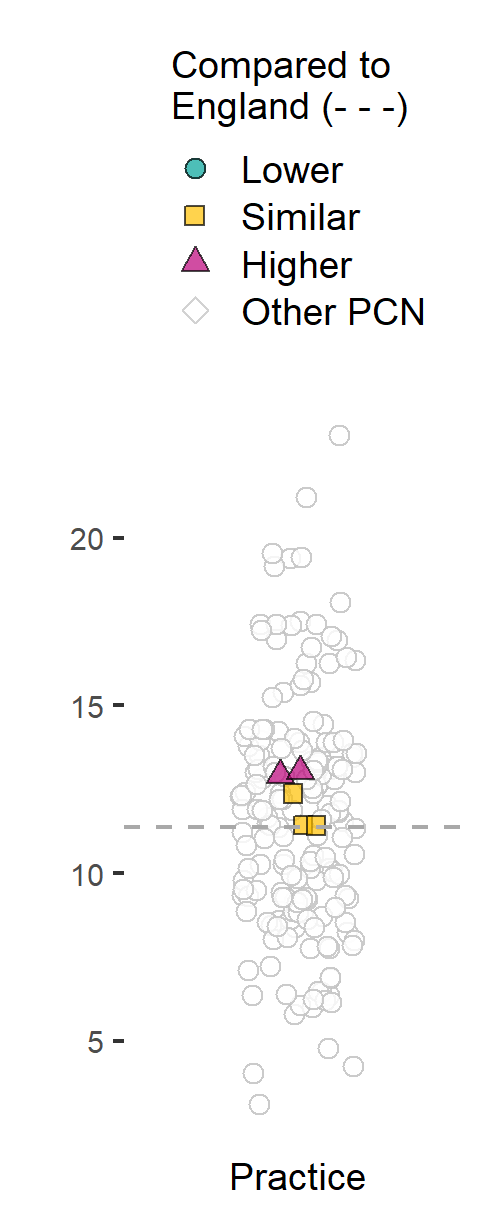 Compared to
England (- - -)
Lower
Similar
Higher
Other PCN
20
15
10
5
Practice